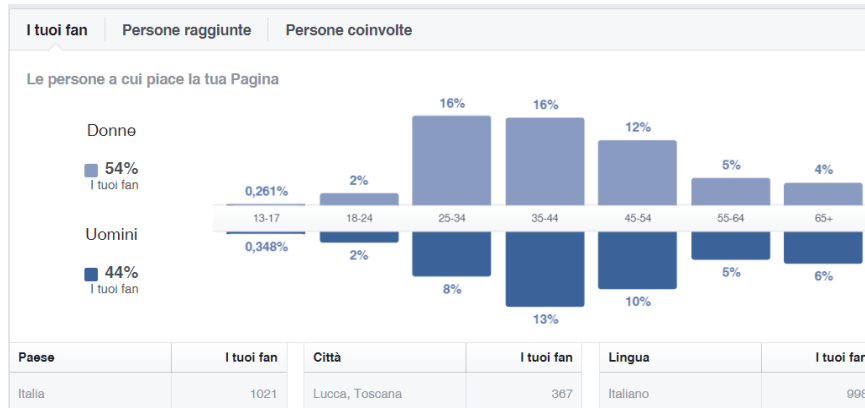 I tuoi fan Persone raggiunte Persone coinvolte
Le persone a cui piace la tua Pagina
16% 16%
12%
Donne
54%
I tuoi fan
0,261% 2% 5% 4%
13-17 18-24 25-34 35-44 45-54 55-64 65+
Uomini
0,348% 2% 8% 13% 10% 5% 6%
44%
I tuoi fan
Paese I tuoi fan Città I tuoi fan Lingua I tuoi fan
Italia 1021 Lucca, Toscana 367 Italiano 998